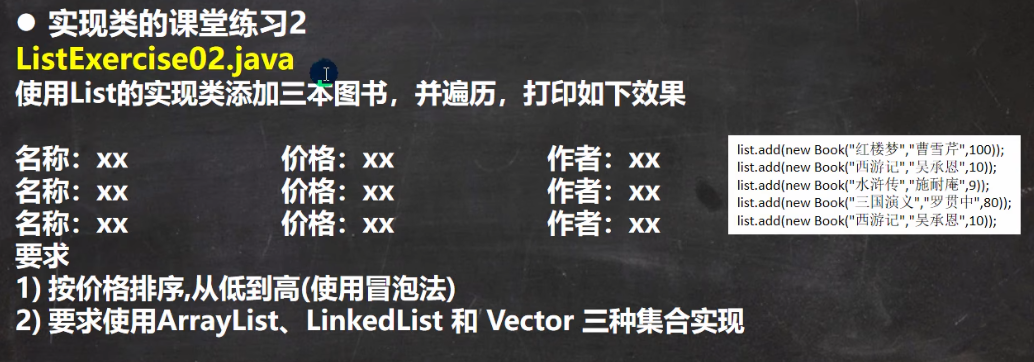 ● 实现类的课堂练习2
ListExercise02.java
使用List的实现类添加三本图书，并遍历，打印如下效果
名称：xx 价格：xx 作者：xx
名称：xx 价格：xx 作者：xx
名称：xx 价格：xx 作者：xx
list.add(new Book("红楼梦","曹雪芹",100));
list.add(new Book("西游记","吴承恩",10));
list.add(new Book("水浒传","施耐庵",9));
list.add(new Book("三国演义","罗贯中",80));
list.add(new Book("西游记","吴承恩",10));
要求
1) 按价格排序,从低到高(使用冒泡法)
2) 要求使用ArrayList、LinkedList 和 Vector 三种集合实现